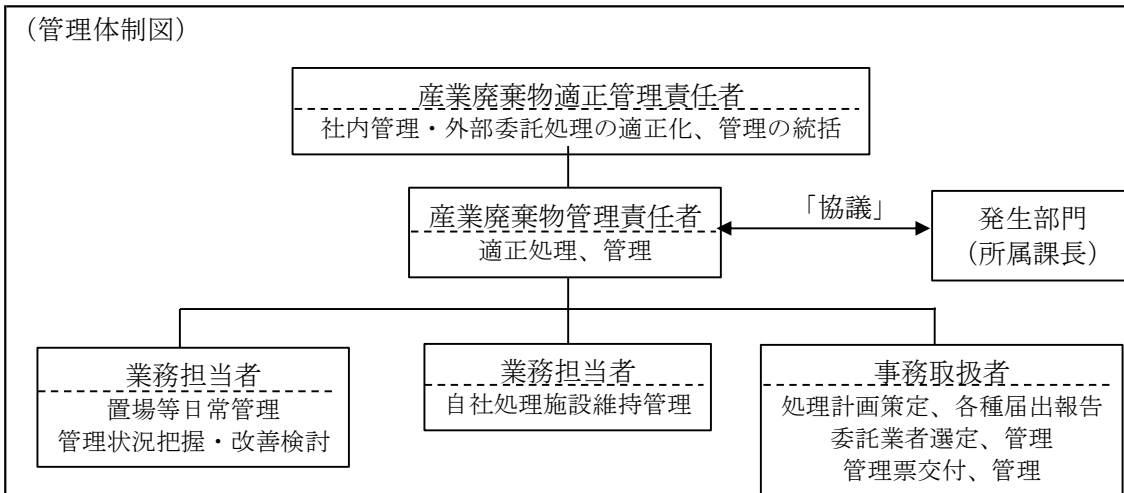 （管理体制図）
産業廃棄物適正管理責任者
社内管理・外部委託処理の適正化、管理の統括
産業廃棄物管理責任者
適正処理、管理
「協議」
発生部門
（所属課長）
業務担当者
置場等日常管理
管理状況把握・改善検討
業務担当者
自社処理施設維持管理
事務取扱者
処理計画策定、各種届出報告
委託業者選定、管理
管理票交付、管理